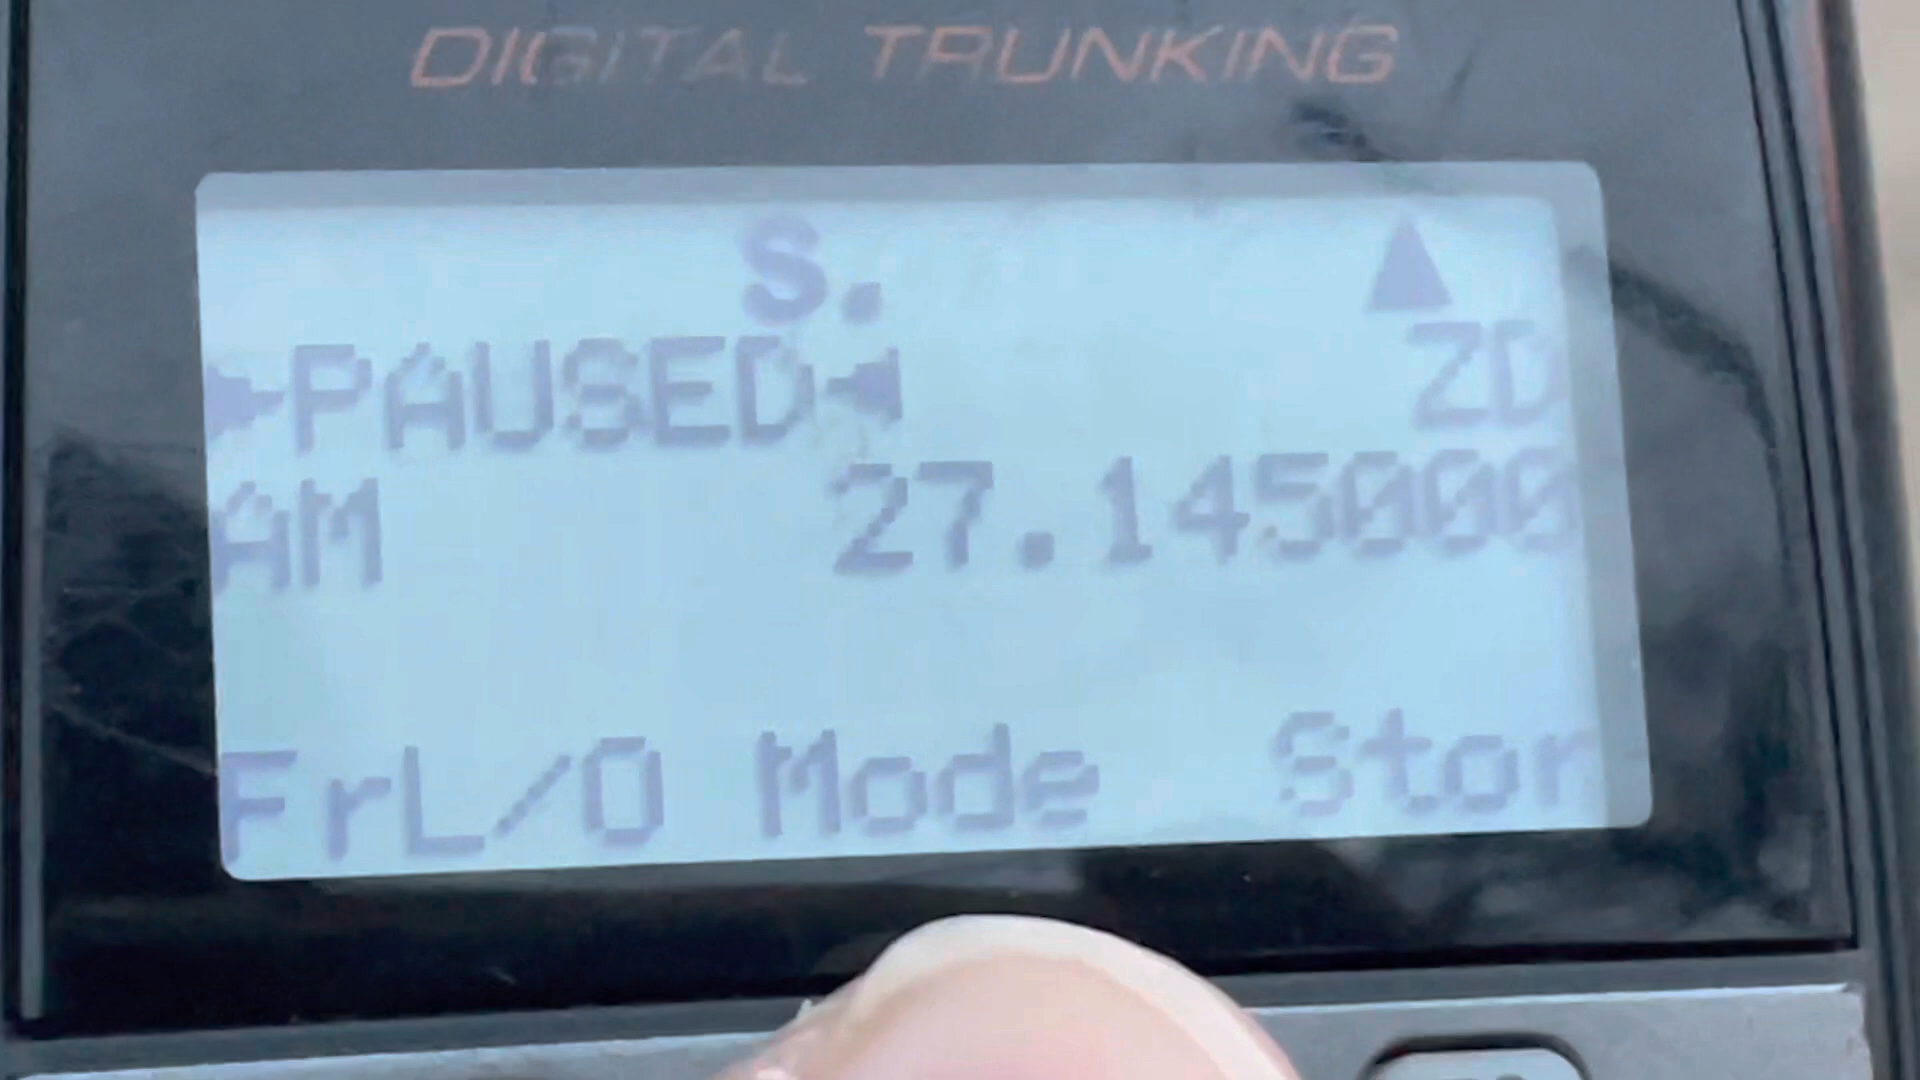 DIGITAL TRUNKING
S.
PAUSED ZD
AM 27.145000
FrL/O Mode Stor